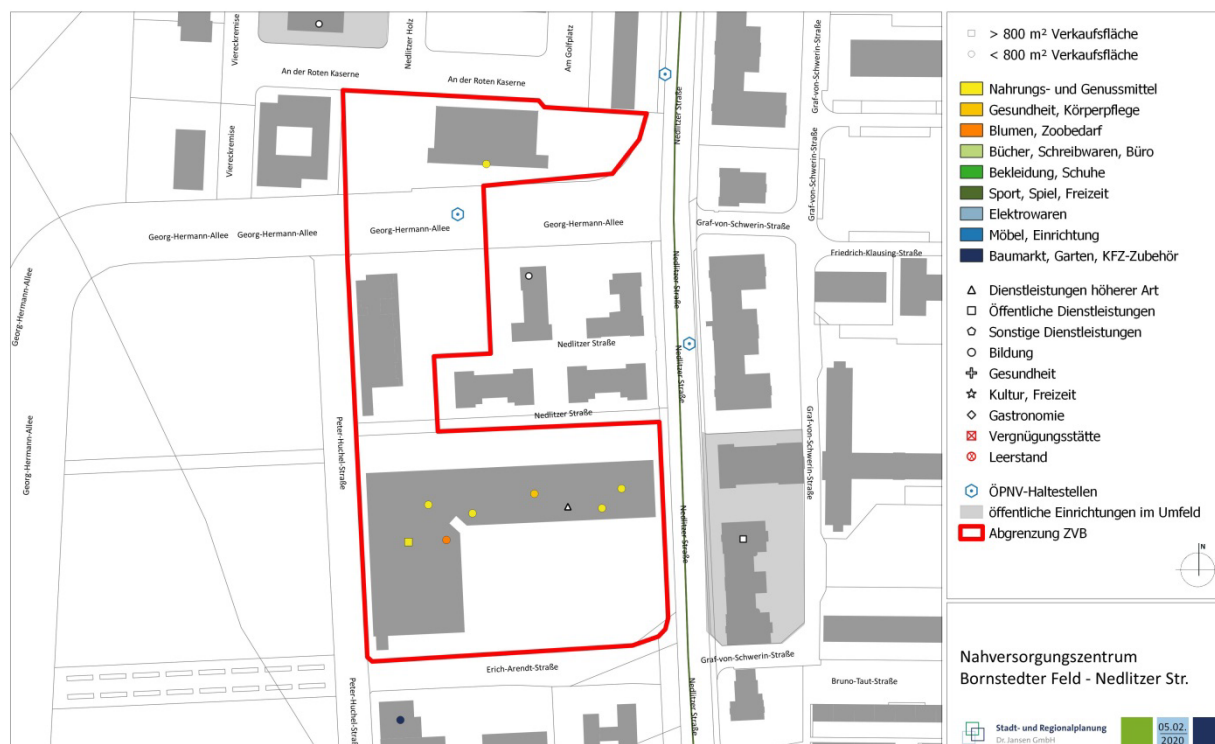 Viereckremise
Nedlitzer Holz
Am Golfplatz
An der Roten Kaserne
An der Roten Kaserne
Nedlitzer Straße
Graf-von-Schwerin-Straße
Viereckremise
Graf-von-Schwerin-Straße
Georg-Hermann-Allee
Georg-Hermann-Allee
Georg-Hermann-Allee
Georg-Hermann-Allee
Graf-von-Schwerin-Straße
Friedrich-Klausing-Straße
Georg-Hermann-Allee
Nedlitzer Straße
Nedlitzer Straße
Nedlitzer Straße
Nedlitzer Straße
Georg-Hermann-Allee
Peter-Huchel-Straße
Graf-von-Schwerin-Straße
Nedlitzer Straße
Erich-Arendt-Straße
Graf-von-Schwerin-Straße
Bruno-Taut-Straße
Peter-Huchel-Straße
Nedlitzer Straße
> 800 m² Verkaufsfläche
< 800 m² Verkaufsfläche
Nahrungs- und Genussmittel
Gesundheit, Körperpflege
Blumen, Zoobedarf
Bücher, Schreibwaren, Büro
Bekleidung, Schuhe
Sport, Spiel, Freizeit
Elektrowaren
Möbel, Einrichtung
Baumarkt, Garten, KFZ-Zubehör
Dienstleistungen höherer Art
Öffentliche Dienstleistungen
Sonstige Dienstleistungen
Bildung
Gesundheit
Kultur, Freizeit
Gastronomie
Vergnügungsstätte
Leerstand
ÖPNV-Haltestellen
öffentliche Einrichtungen im Umfeld
Abgrenzung ZVB
N
Nahversorgungszentrum
Bornstedter Feld - Nedlitzer Str.
Stadt- und Regionalplanung
Dr. Jansen GmbH
05.02.
2020